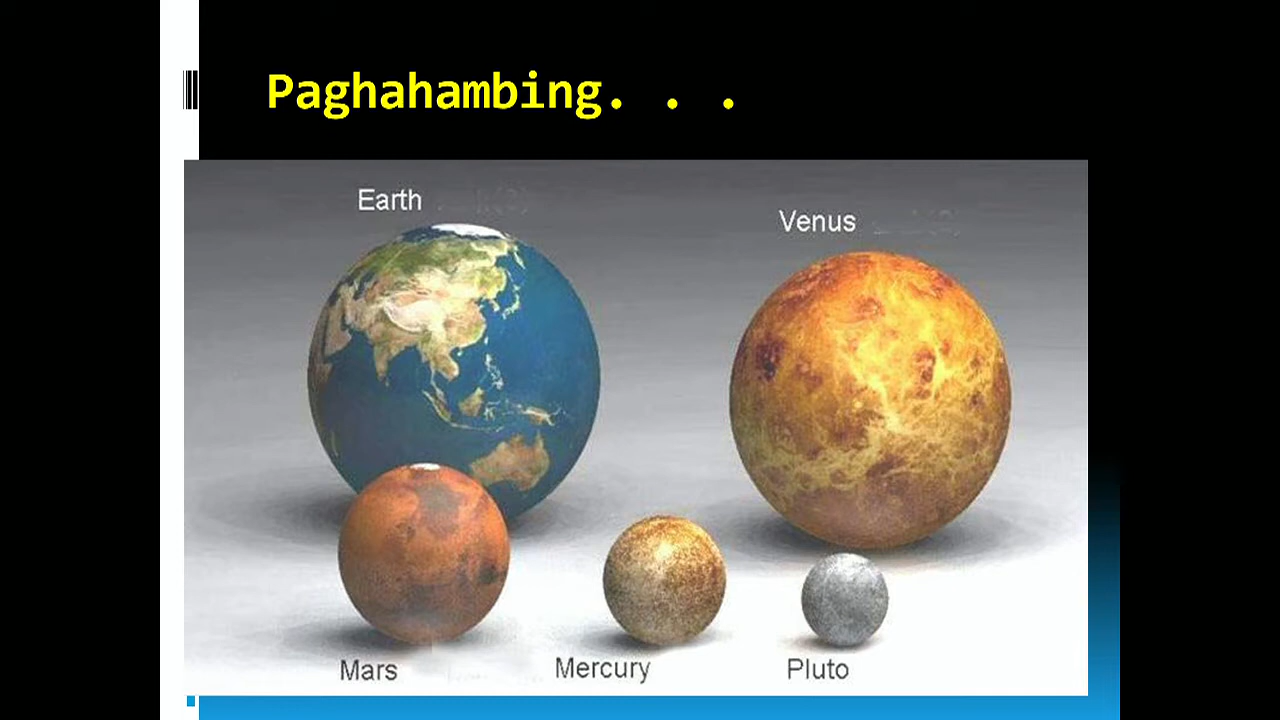 Paghahambing. . .
Earth
Venus
Mars
Mercury
Pluto